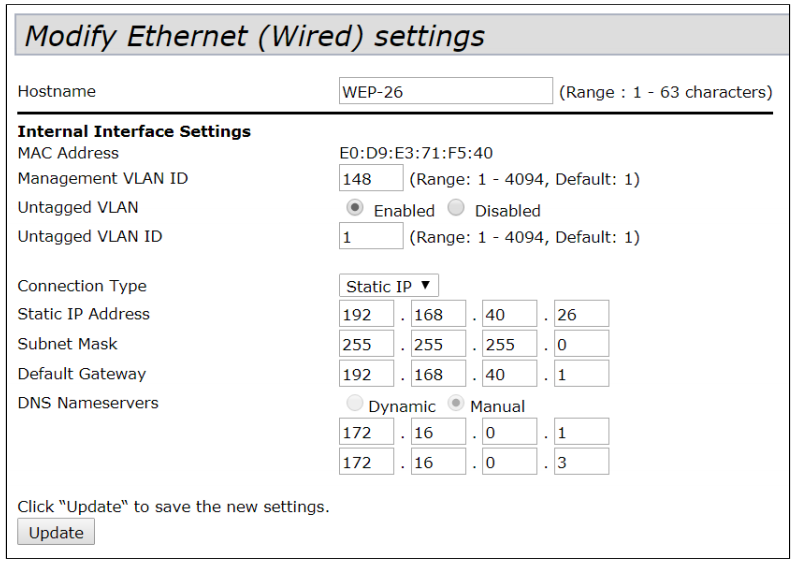 Modify Ethernet (Wired) settings
Hostname WEP-26 (Range : 1 - 63 characters)
Internal Interface Settings
MAC Address E0:D9:E3:71:F5:40
Management VLAN ID 148 (Range: 1 - 4094, Default: 1)
Untagged VLAN Enabled Disabled
Untagged VLAN ID 1 (Range: 1 - 4094, Default: 1)
Connection Type Static IP ▼
Static IP Address 192 . 168 . 40 . 26
Subnet Mask 255 . 255 . 255 . 0
Default Gateway 192 . 168 . 40 . 1
DNS Nameservers Dynamic Manual
172 . 16 . 0 . 1
172 . 16 . 0 . 3
Click “Update“ to save the new settings.
Update